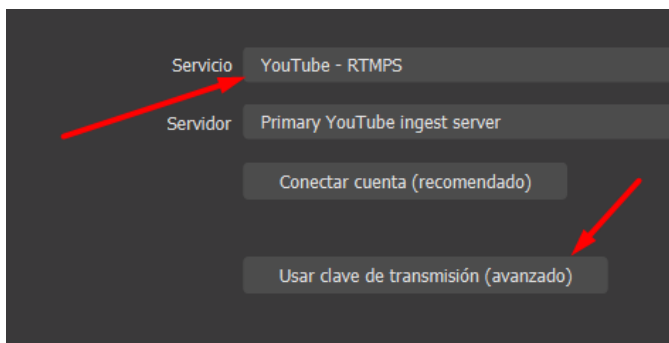 Servicio YouTube - RTMPS
Servidor Primary YouTube ingest server
Conectar cuenta (recomendado)
Usar clave de transmisión (avanzado)